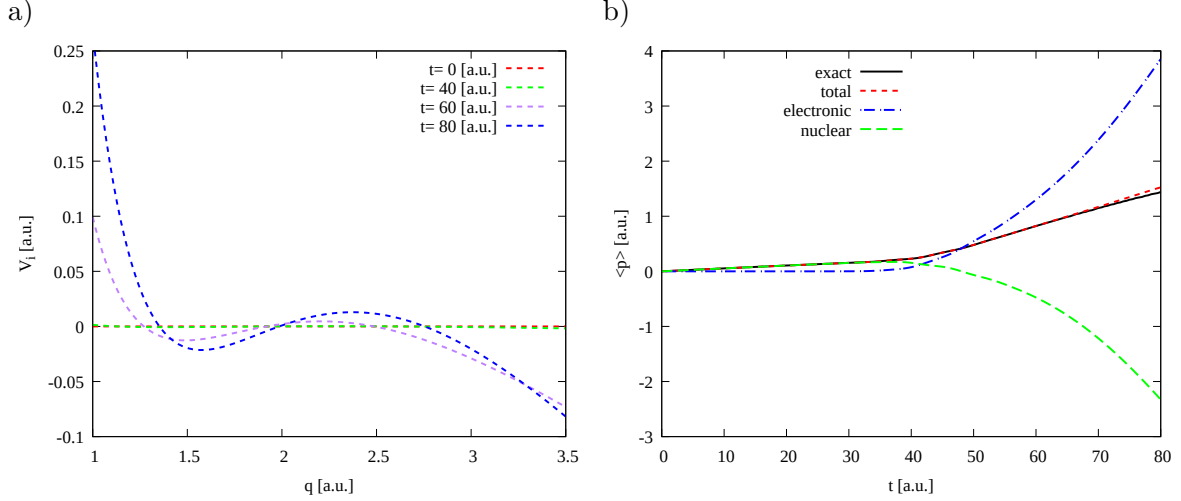 a)
0.25
0.2
0.15
0.1
0.05
0
-0.05
-0.1
V_i [a.u.]
t= 0 [a.u.]
t= 40 [a.u.]
t= 60 [a.u.]
t= 80 [a.u.]
1 1.5 2 2.5 3 3.5
q [a.u.]
b)
4
3
2
1
0
-1
-2
-3
<p> [a.u.]
exact
total
electronic
nuclear
0 10 20 30 40 50 60 70 80
t [a.u.]